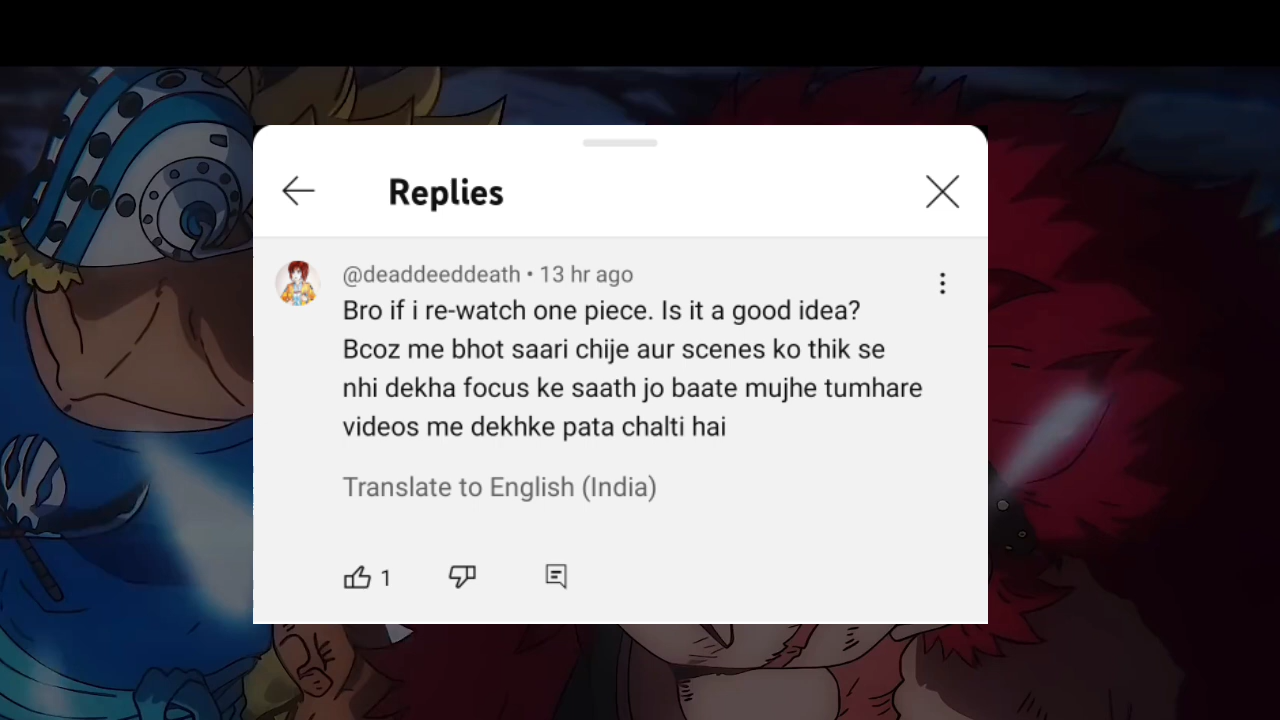 Replies
@deaddeeddeath • 13 hr ago
Bro if i re-watch one piece. Is it a good idea?
Bcoz me bhot saari chije aur scenes ko thik se
nhi dekha focus ke saath jo baate mujhe tumhare
videos me dekhke pata chalti hai
Translate to English (India)
1